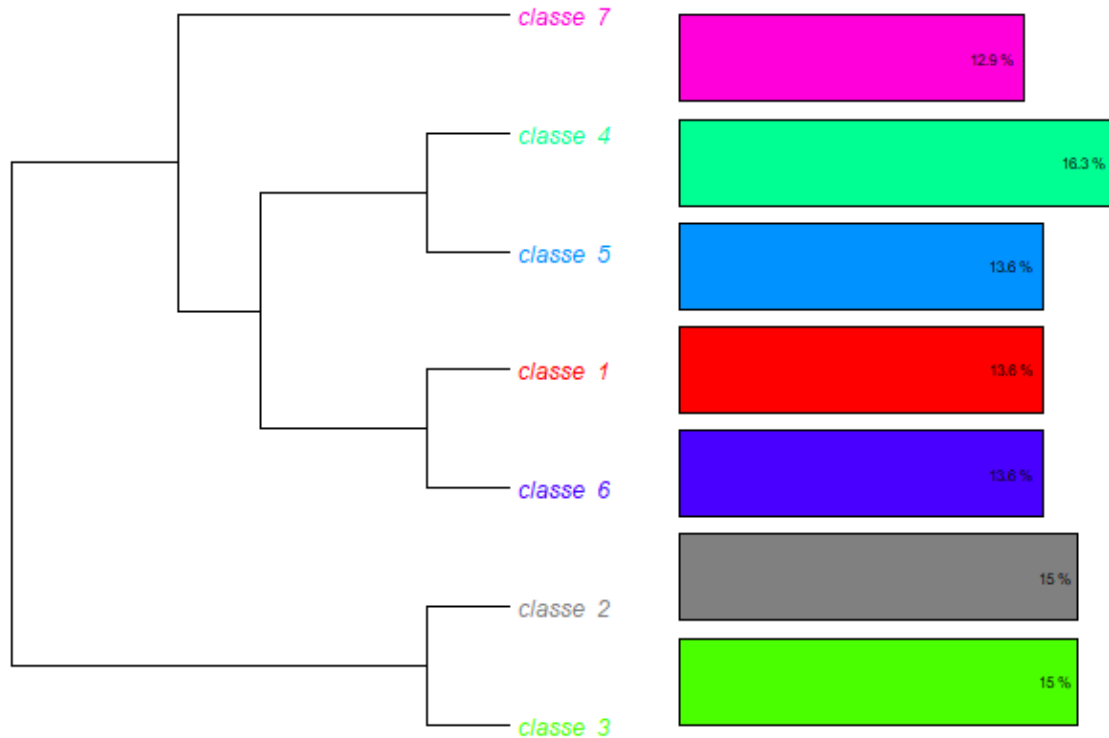 classe 7
12.9 %
classe 4
16.3 %
classe 5
13.6 %
classe 1
13.6 %
classe 6
13.6 %
classe 2
15 %
classe 3
15 %